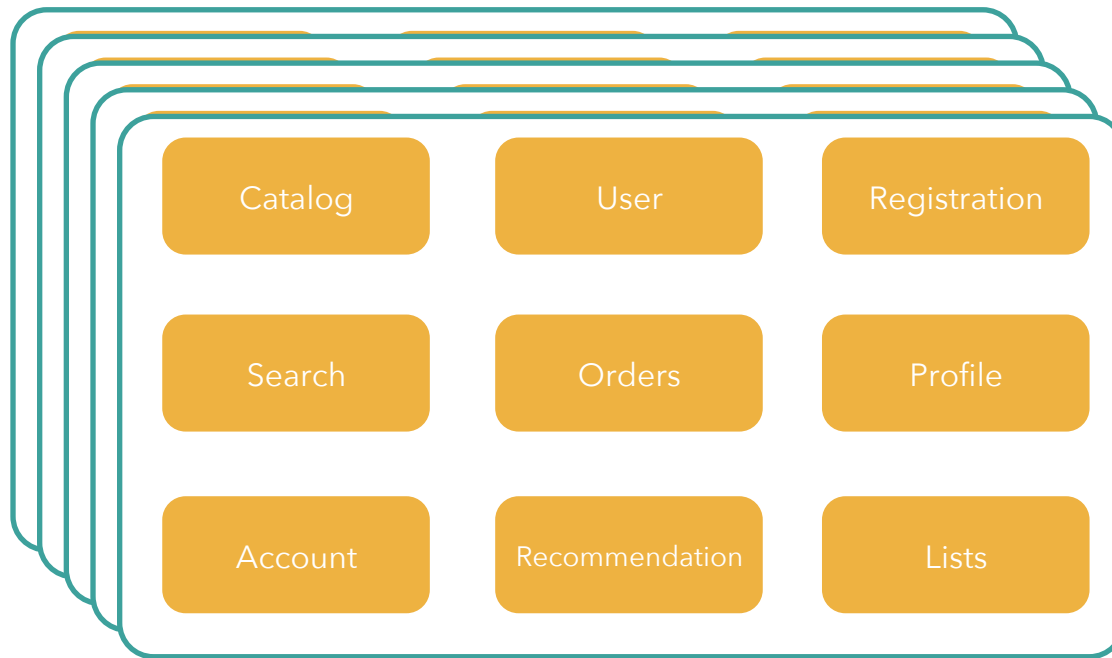 Catalog
User
Registration
Search
Orders
Profile
Account
Recommendation
Lists